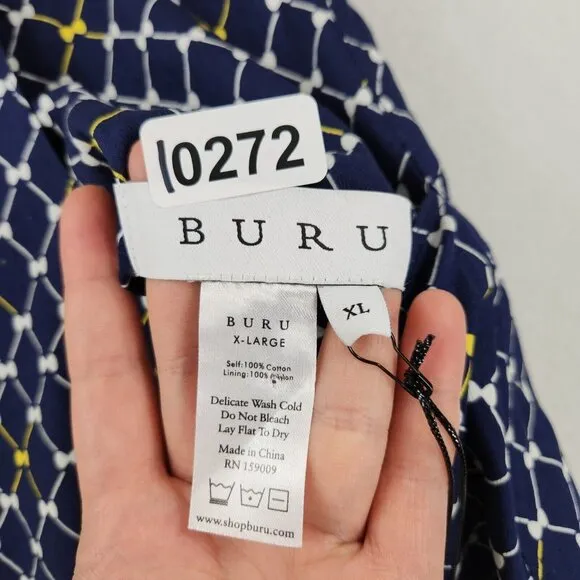 10272
BURU
XL
BURU
X-LARGE
Self:100% Cotton
Lining:100%
Delicate Wash Cold
Do Not Bleach
Lay Flat To Dry
Made in China
RN 159009
www.shopburu.com